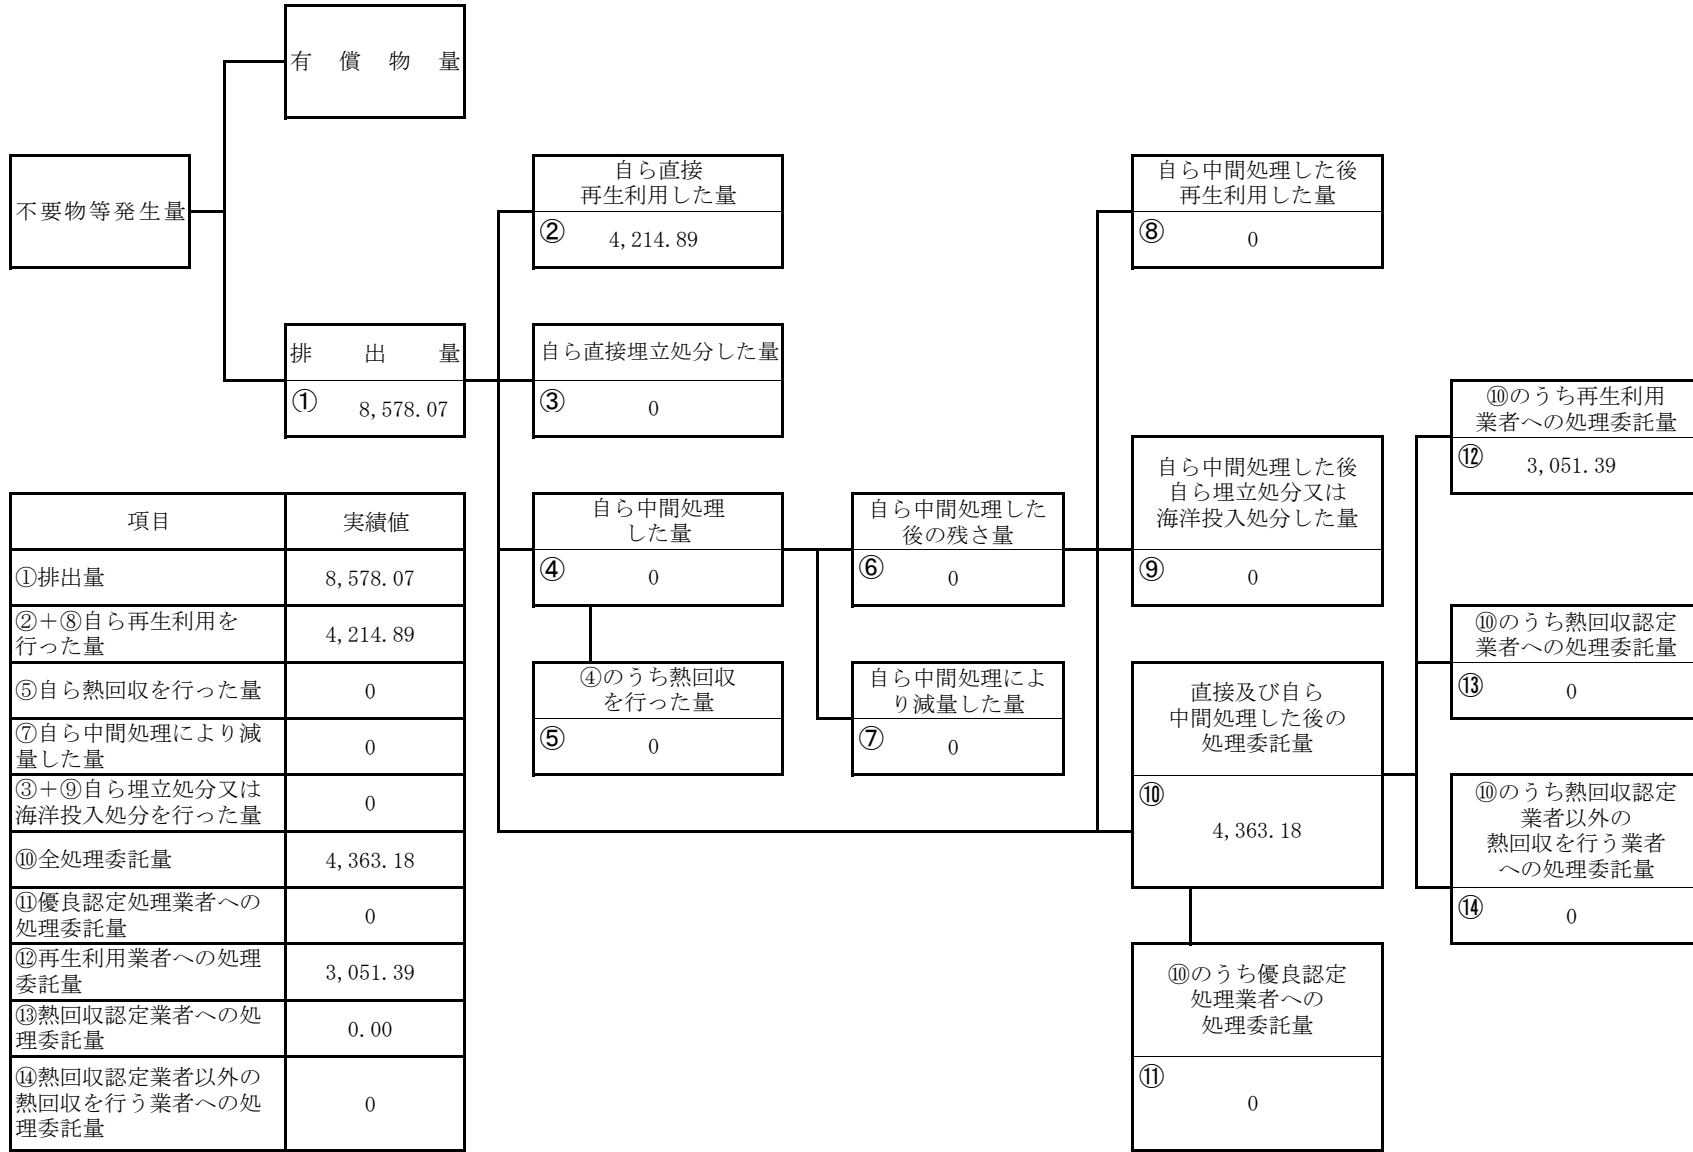 有償物量
不要物等発生量
排出量
① 8,578.07
自ら直接
再生利用した量
② 4,214.89
自ら直接埋立処分した量
③ 0
自ら中間処理
した量
④ 0
④のうち熱回収
を行った量
⑤ 0
自ら中間処理した
後の残さ量
⑥ 0
自ら中間処理によ
り減量した量
⑦ 0
自ら中間処理した後
再生利用した量
⑧ 0
自ら中間処理した後
自ら埋立処分又は
海洋投入処分した量
⑨ 0
直接及び自ら
中間処理した後の
処理委託量
⑩
4,363.18
⑩のうち優良認定
処理業者への
処理委託量
⑪
0
⑩のうち再生利用
業者への処理委託量
⑫ 3,051.39
⑩のうち熱回収認定
業者への処理委託量
⑬ 0
⑩のうち熱回収認定
業者以外の
熱回収を行う業者
への処理委託量
⑭ 0
項目 実績値
①排出量 8,578.07
②＋⑧自ら再生利用を
行った量 4,214.89
⑤自ら熱回収を行った量 0
⑦自ら中間処理により減
量した量 0
③＋⑨自ら埋立処分又は
海洋投入処分を行った量 0
⑩全処理委託量 4,363.18
⑪優良認定処理業者への
処理委託量 0
⑫再生利用業者への処理
委託量 3,051.39
⑬熱回収認定業者への処
理委託量 0.00
⑭熱回収認定業者以外の
熱回収を行う業者への処
理委託量 0